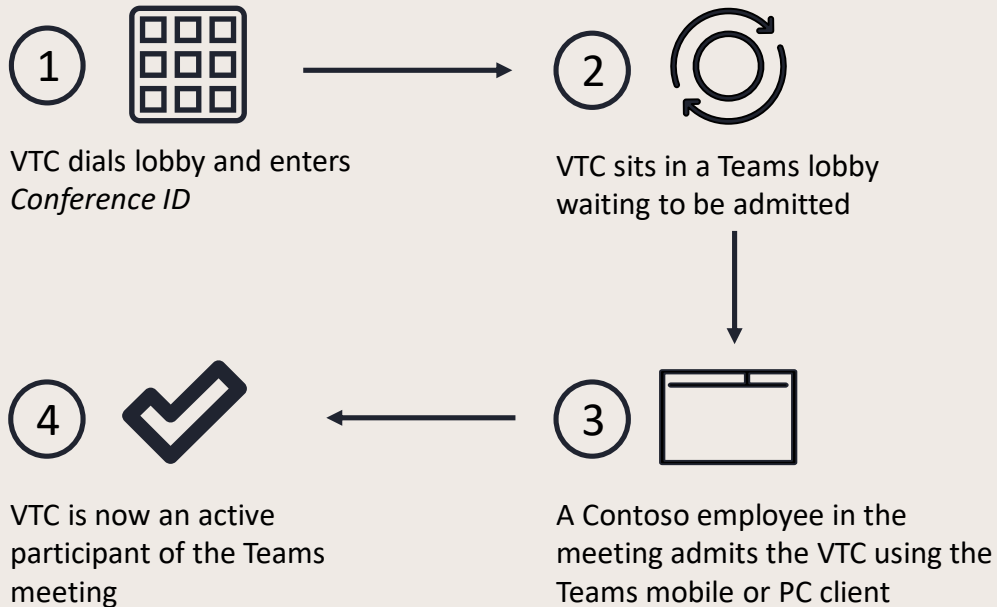 1
VTC dials lobby and enters
Conference ID
2
VTC sits in a Teams lobby
waiting to be admitted
3
A Contoso employee in the
meeting admits the VTC using the
Teams mobile or PC client
4
VTC is now an active
participant of the Teams
meeting